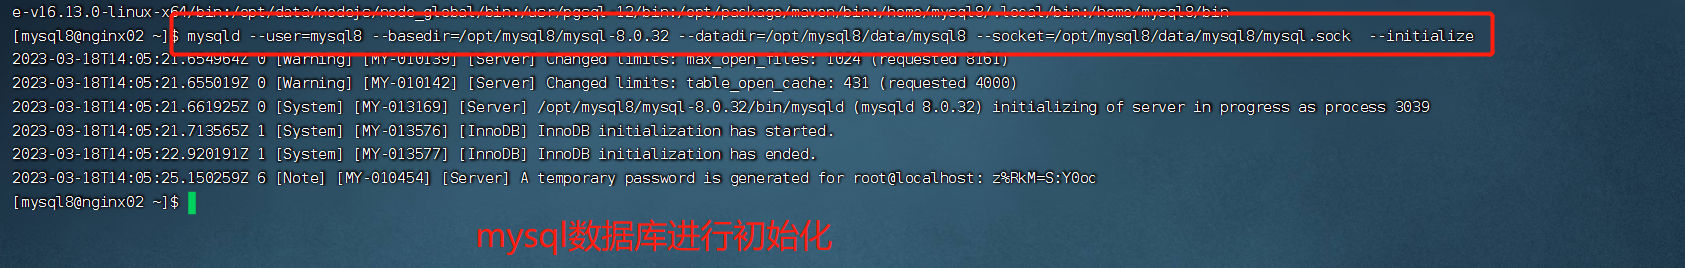 e-v16.13.0-linux-x64/bin:/opt/data/nodejs/node_global/bin:/usr/pgsql-12/bin:/opt/package/maven/bin:/home/mysql8/.local/bin:/home/mysql8/bin
[mysql8@nginx02 ~]$ mysqld --user=mysql8 --basedir=/opt/mysql8/mysql-8.0.32 --datadir=/opt/mysql8/data/mysql8 --socket=/opt/mysql8/data/mysql8/mysql.sock  --initialize
2023-03-18T14:05:21.654964Z 0 [Warning] [MY-010139] [Server] Changed limits: max_open_files: 1024 (requested 8161)
2023-03-18T14:05:21.655019Z 0 [Warning] [MY-010142] [Server] Changed limits: table_open_cache: 431 (requested 4000)
2023-03-18T14:05:21.661925Z 0 [System] [MY-013169] [Server] /opt/mysql8/mysql-8.0.32/bin/mysqld (mysqld 8.0.32) initializing of server in progress as process 3039
2023-03-18T14:05:21.713565Z 1 [System] [MY-013576] [InnoDB] InnoDB initialization has started.
2023-03-18T14:05:22.920191Z 1 [System] [MY-013577] [InnoDB] InnoDB initialization has ended.
2023-03-18T14:05:25.150259Z 6 [Note] [MY-010454] [Server] A temporary password is generated for root@localhost: z%RkM=S:Y0oc
[mysql8@nginx02 ~]$
mysql数据库进行初始化